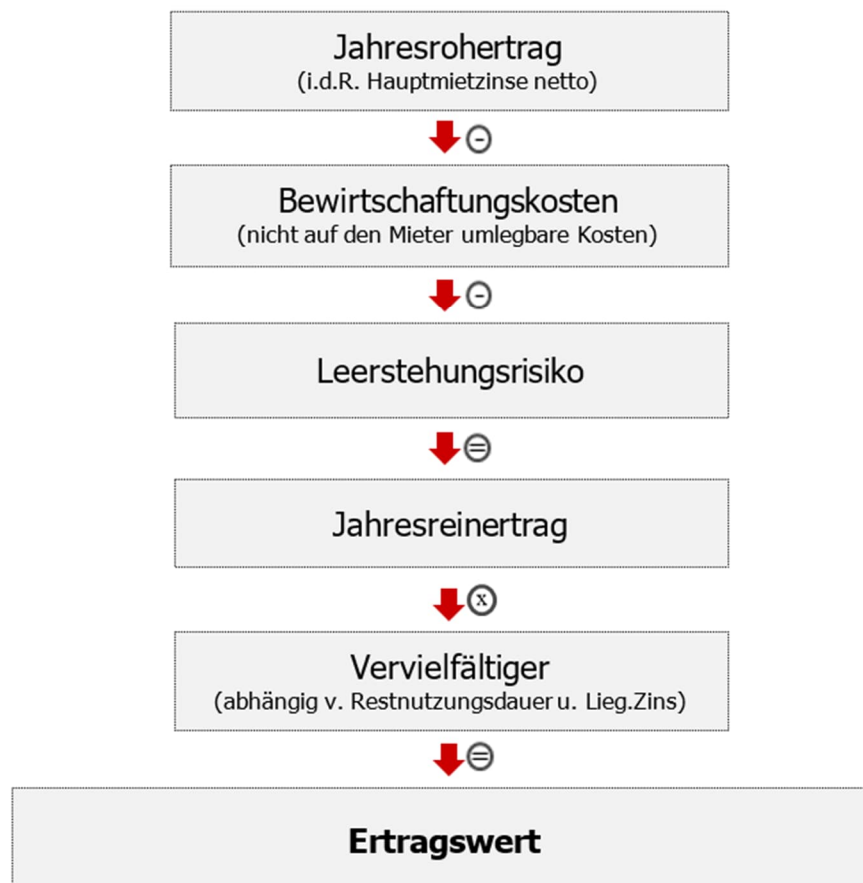 Jahresrohertrag
(i.d.R. Hauptmietzinse netto)
-
Bewirtschaftungskosten
(nicht auf den Mieter umlegbare Kosten)
-
Leerstehungsrisiko
=
Jahresreinertrag
x
Vervielfältiger
(abhängig v. Restnutzungsdauer u. Lieg.Zins)
=
Ertragswert